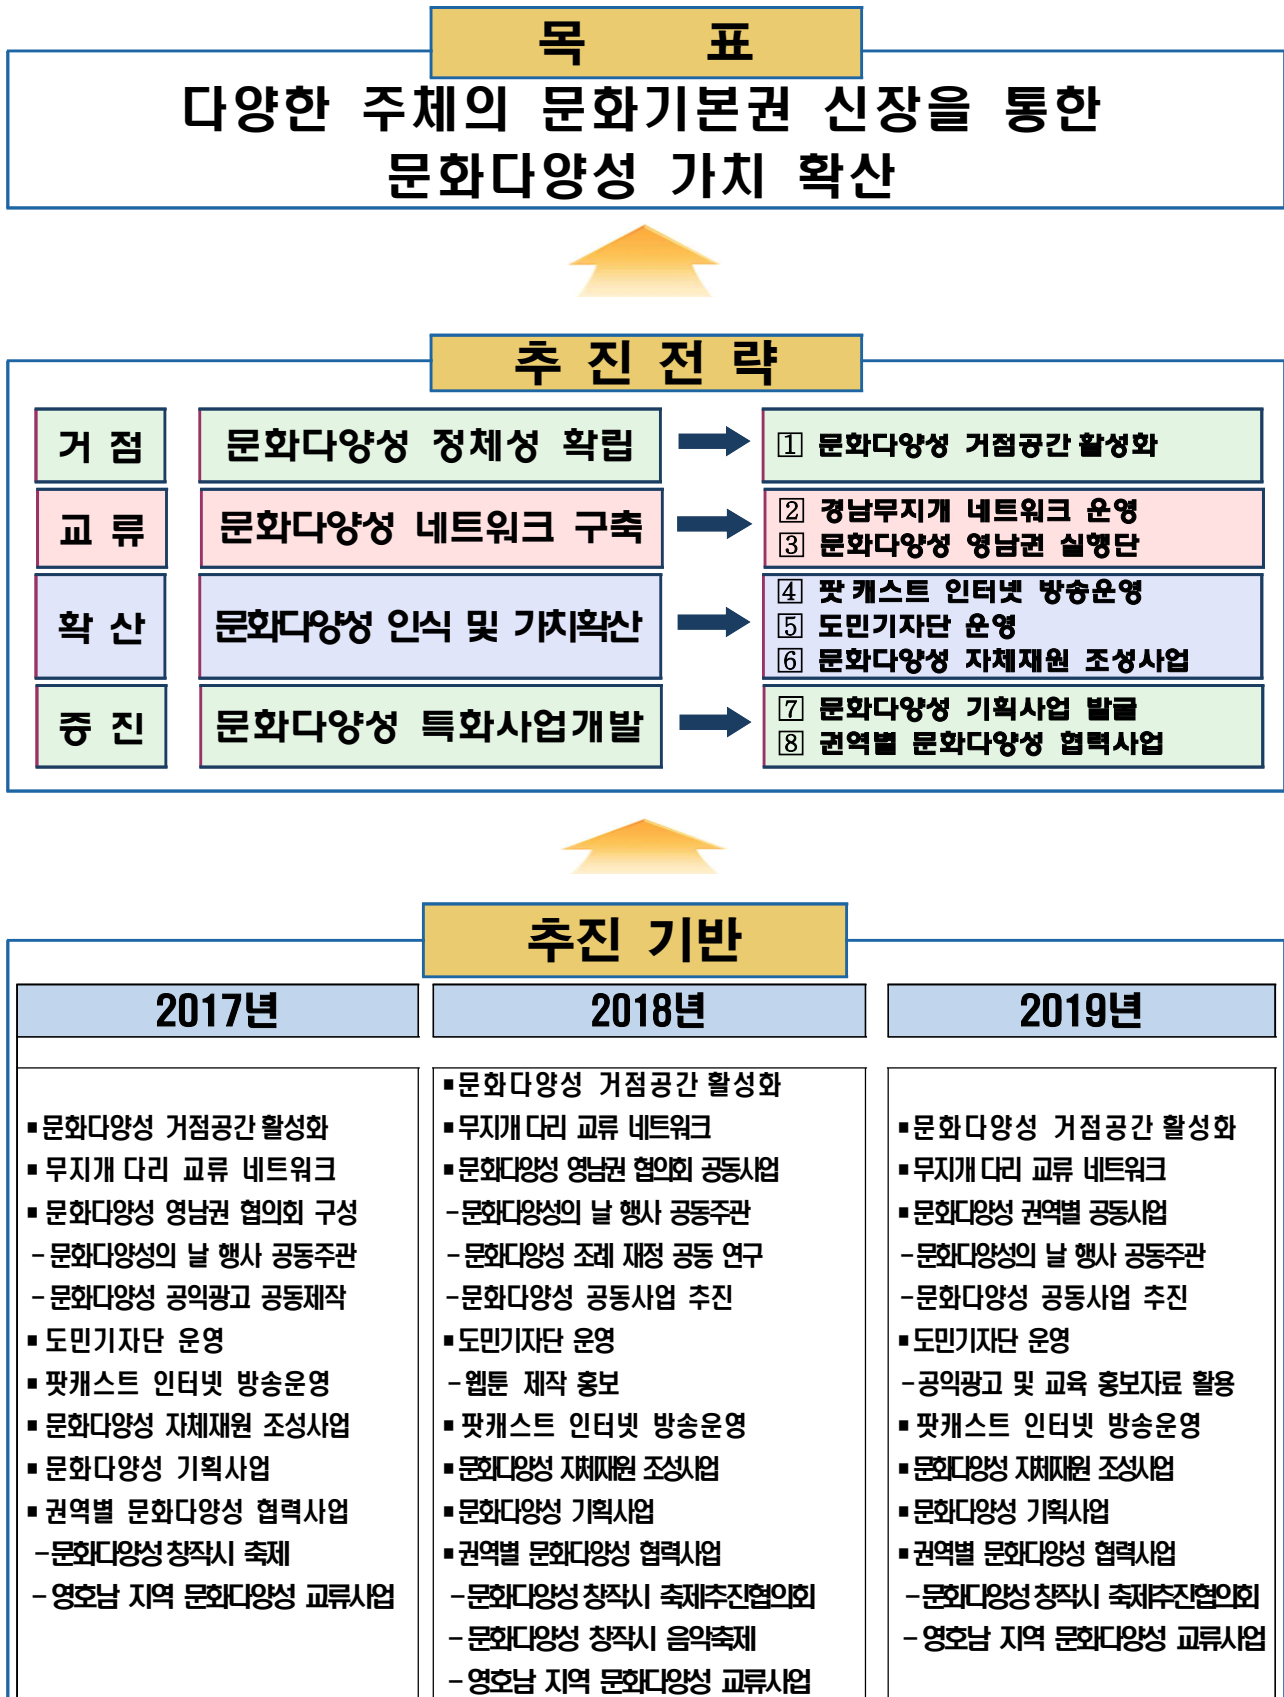 목 표
다양한 주체의 문화기본권 신장을 통한
문화다양성 가치 확산
추 진 전 략
거 점
문화다양성 정체성 확립
1 문화다양성 거점공간 활성화
교 류
문화다양성 네트워크 구축
2 경남무지개 네트워크 운영
3 문화다양성 영남권 실행단
확 산
문화다양성 인식 및 가치확산
4 팟 캐스트 인터넷 방송운영
5 도민기자단 운영
6 문화다양성 자체재원 조성사업
증 진
문화다양성 특화사업개발
7 문화다양성 기획사업 발굴
8 권역별 문화다양성 협력사업
추진 기반
2017년
▪문화다양성 거점공간 활성화
▪무지개 다리 교류 네트워크
▪문화다양성 영남권 협의회 구성
-문화다양성의 날 행사 공동주관
-문화다양성 공익광고 공동제작
▪도민기자단 운영
▪팟캐스트 인터넷 방송운영
▪문화다양성 자체재원 조성사업
▪문화다양성 기획사업
▪권역별 문화다양성 협력사업
-문화다양성 창작시 축제
-영호남 지역 문화다양성 교류사업
2018년
▪문화다양성 거점공간 활성화
▪무지개 다리 교류 네트워크
▪문화다양성 영남권 협의회 공동사업
-문화다양성의 날 행사 공동주관
-문화다양성 조례 재정 공동 연구
-문화다양성 공동사업 추진
▪도민기자단 운영
-웹툰 제작 홍보
▪팟캐스트 인터넷 방송운영
▪문화다양성 자체재원 조성사업
▪문화다양성 기획사업
▪권역별 문화다양성 협력사업
-문화다양성 창작시 축제추진협의회
-문화다양성 창작시 음악축제
-영호남 지역 문화다양성 교류사업
2019년
▪문화다양성 거점공간 활성화
▪무지개 다리 교류 네트워크
▪문화다양성 권역별 공동사업
-문화다양성의 날 행사 공동주관
-문화다양성 공동사업 추진
▪도민기자단 운영
-공익광고 및 교육 홍보자료 활용
▪팟캐스트 인터넷 방송운영
▪문화다양성 자체재원 조성사업
▪문화다양성 기획사업
▪권역별 문화다양성 협력사업
-문화다양성 창작시 축제추진협의회
-영호남 지역 문화다양성 교류사업